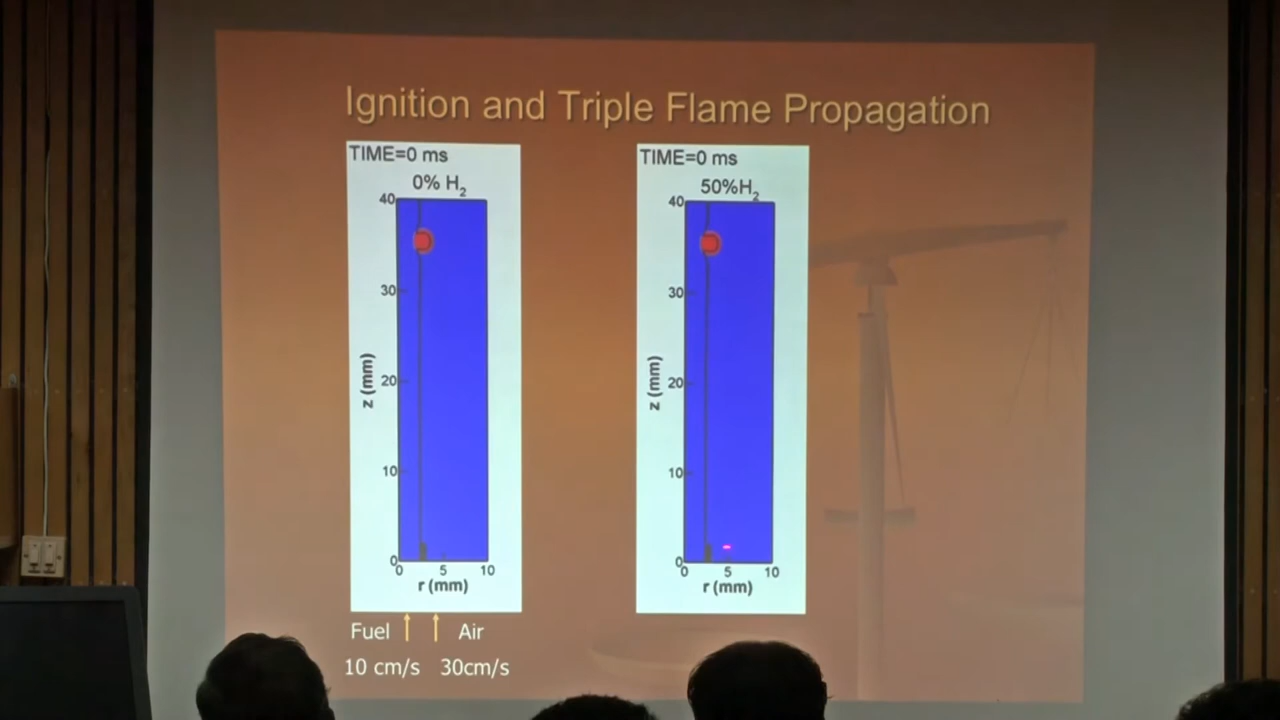 Ignition and Triple Flame Propagation
TIME=0 ms
0% H2
40
30
20
10
0
z (mm)
0 5 10
r (mm)
TIME=0 ms
50%H2
40
30
20
10
0
z (mm)
0 5 10
r (mm)
Fuel Air
10 cm/s 30cm/s